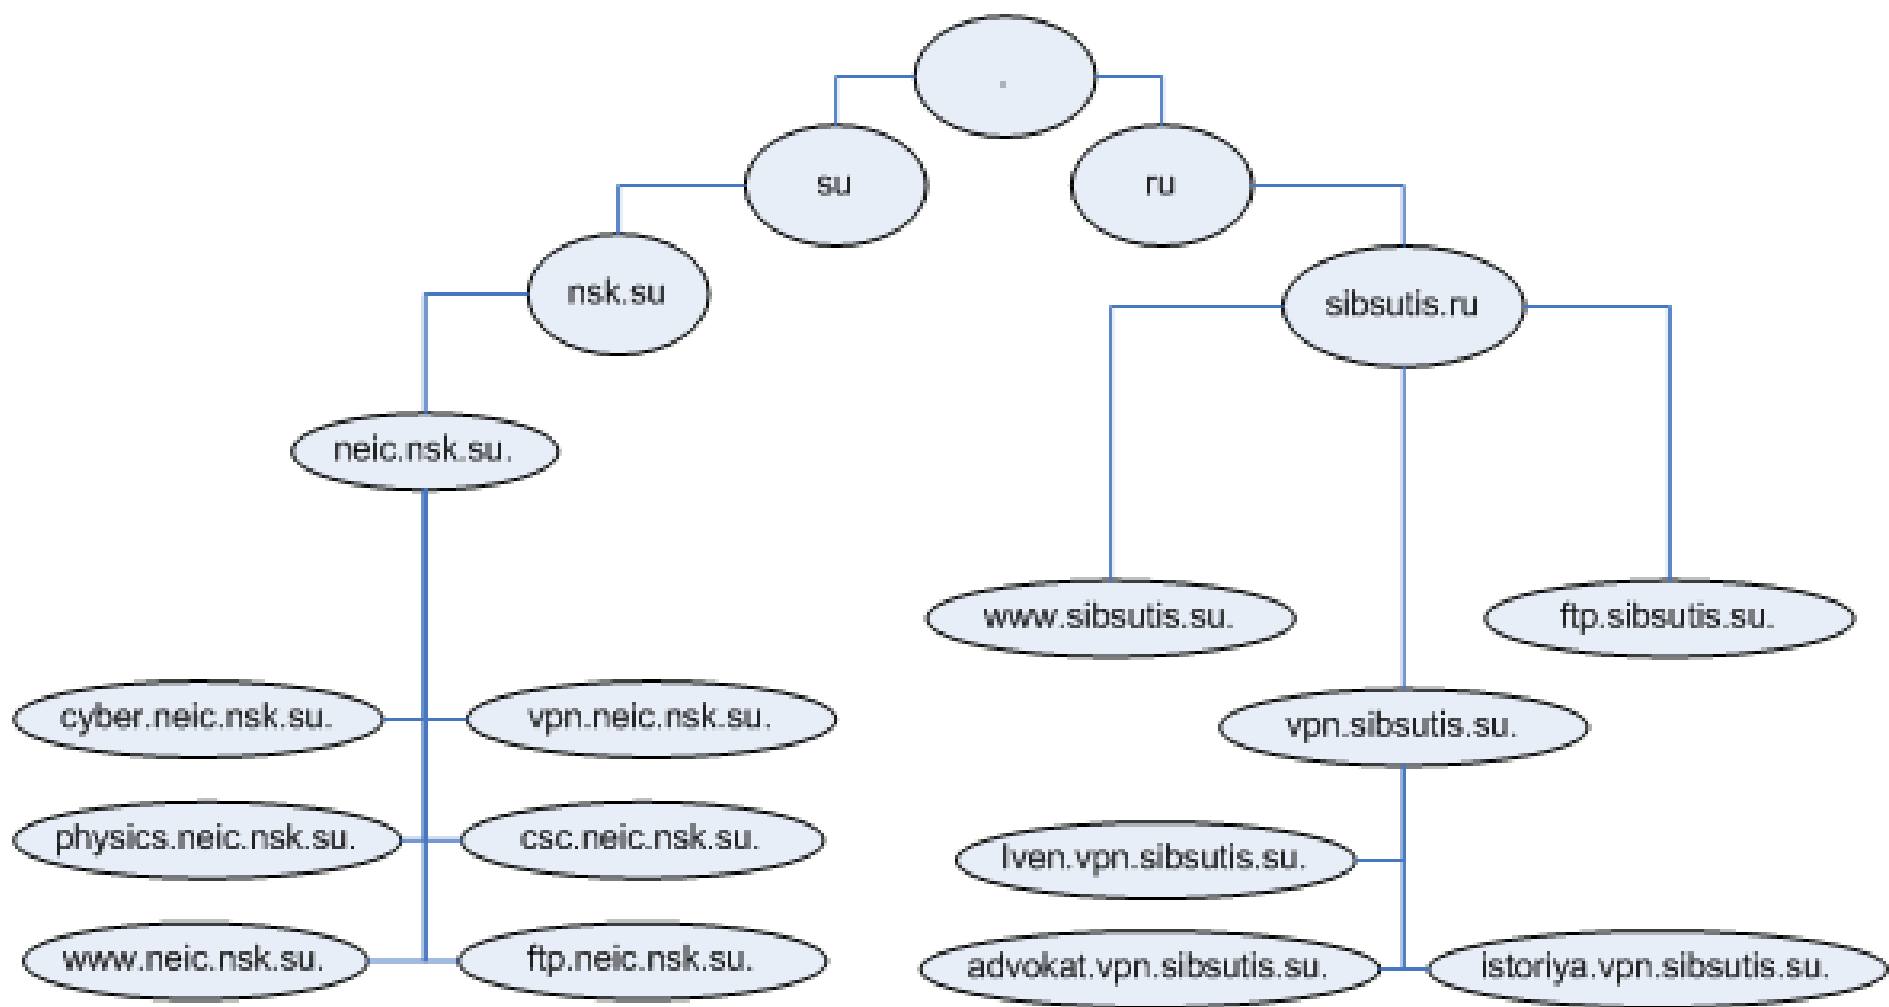 .
su
ru
nsk.su
sibsutis.ru
neic.nsk.su.
www.sibsutis.su.
ftp.sibsutis.su.
cyber.neic.nsk.su.
vpn.neic.nsk.su.
vpn.sibsutis.su.
physics.neic.nsk.su.
csc.neic.nsk.su.
lven.vpn.sibsutis.su.
www.neic.nsk.su.
ftp.neic.nsk.su.
advokat.vpn.sibsutis.su.
istoriya.vpn.sibsutis.su.